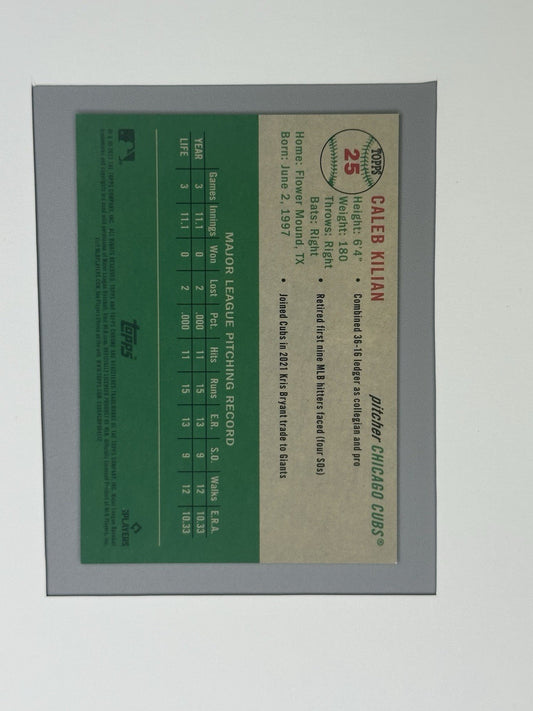 TOPPS
25
CALEB KILIAN
pitcher CHICAGO CUBS®
Height: 6'4"
Weight: 180
Throws: Right
Bats: Right
Home: Flower Mound, TX
Born: June 2, 1997
• Combined 36-16 ledger as collegian and pro
• Retired first nine MLB hitters faced (four SOs)
• Joined Cubs in 2021 Kris Bryant trade to Giants
MAJOR LEAGUE PITCHING RECORD
Games Innings Won Lost Pct. Hits Runs E.R. S.O. Walks E.R.A.
YEAR 3 11.1 0 2 .000 11 15 13 9 12 10.33
LIFE 3 11.1 0 2 .000 11 15 13 9 12 10.33
topps
PLAYERS